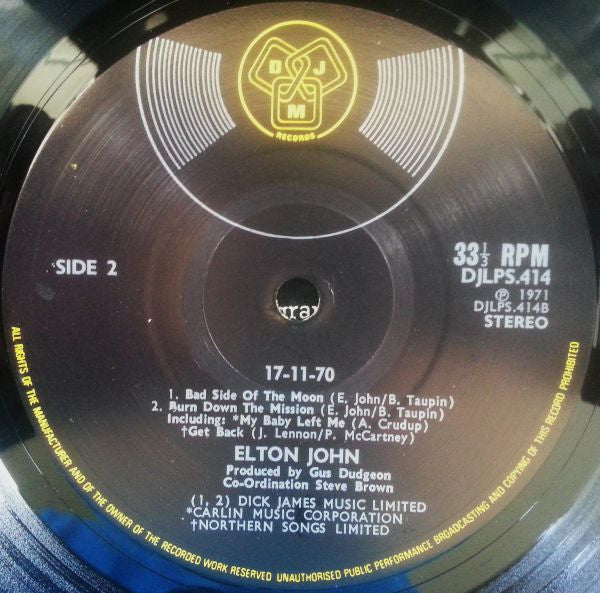 D J M
RECORDS
SIDE 2
33⅓ RPM
DJLPS.414
Ⓟ 1971
DJLPS.414B
STEREO
gra
17-11-70
1. Bad Side Of The Moon (E. John/B. Taupin)
2. Burn Down The Mission (E. John/B. Taupin)
Including: *My Baby Left Me (A. Crudup)
†Get Back (J. Lennon/P. McCartney)
ELTON JOHN
Produced by Gus Dudgeon
Co-Ordination Steve Brown
(1, 2) DICK JAMES MUSIC LIMITED
*CARLIN MUSIC CORPORATION
†NORTHERN SONGS LIMITED
ALL RIGHTS OF THE MANUFACTURER AND OF THE OWNER OF THE RECORDED WORK RESERVED UNAUTHORISED PUBLIC PERFORMANCE BROADCASTING AND COPYING OF THIS RECORD PROHIBITED